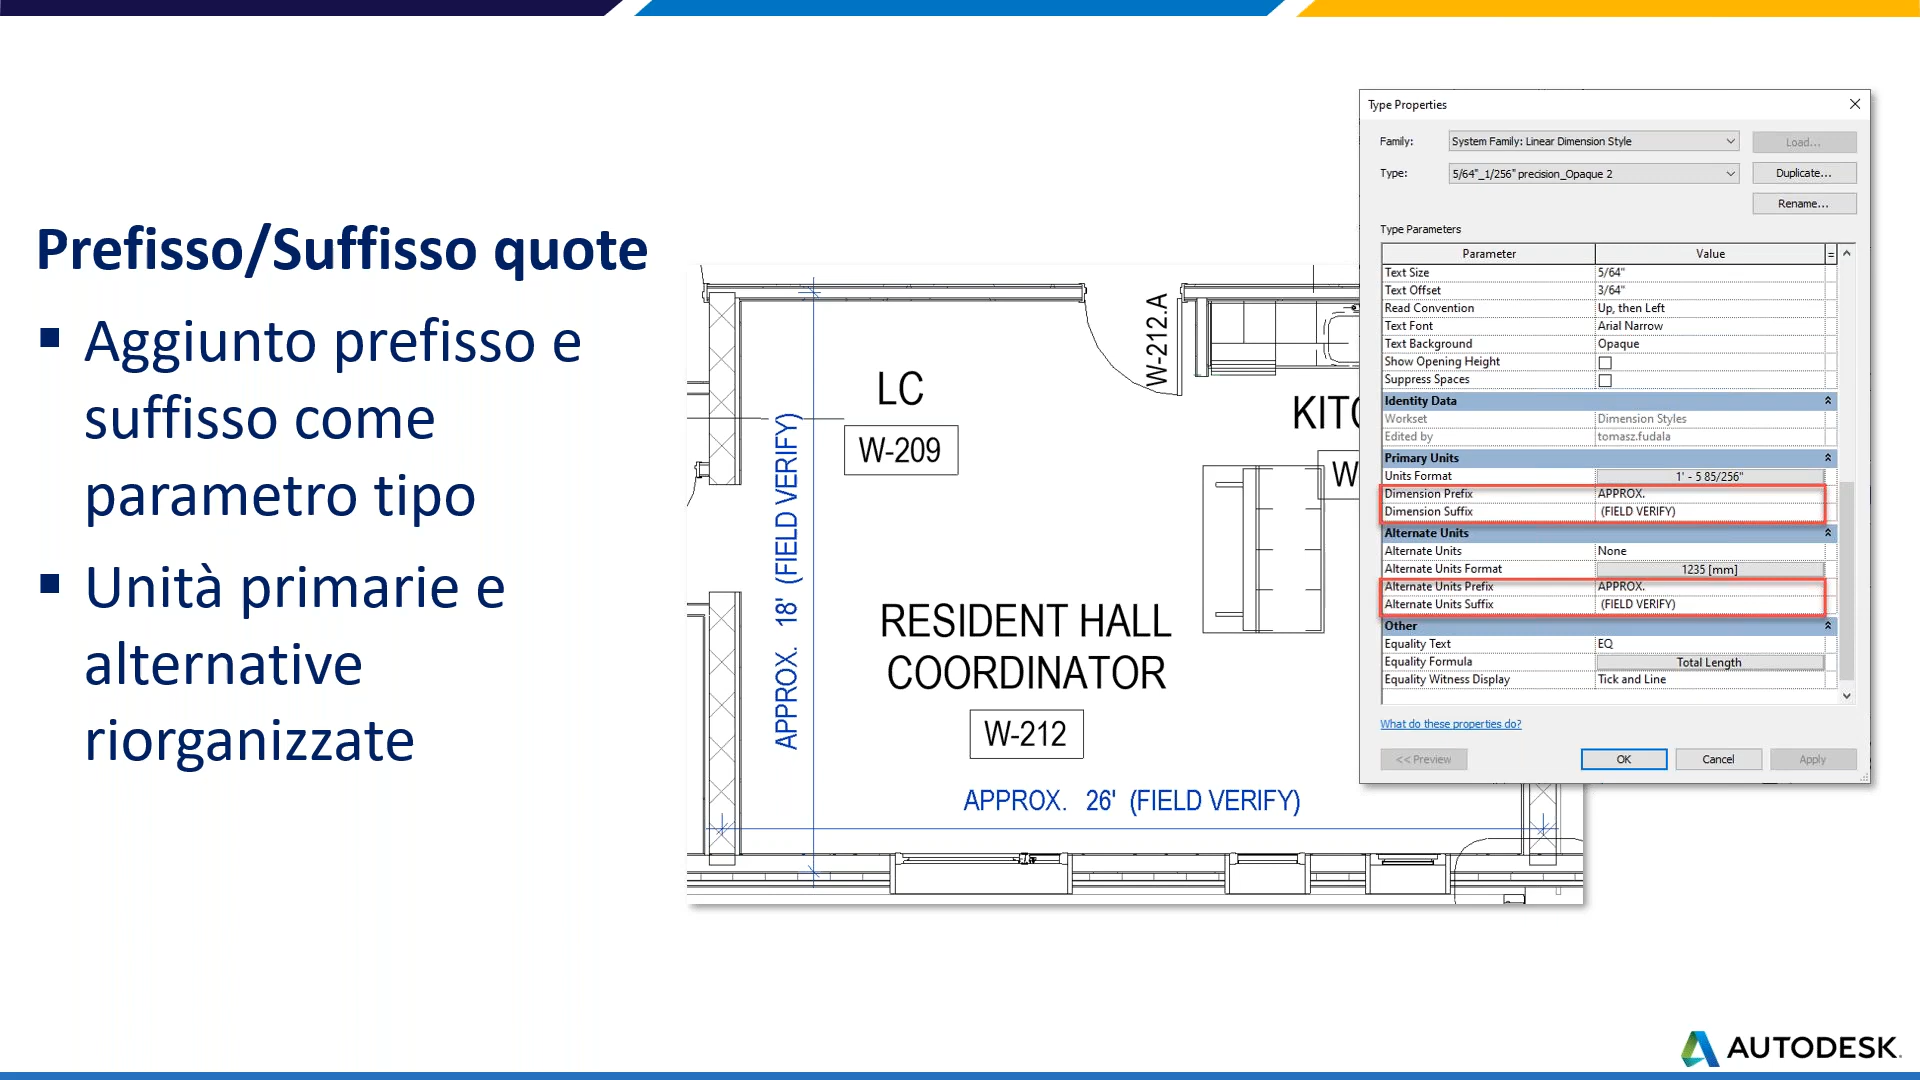 Prefisso/Suffisso quote
▪ Aggiunto prefisso e
suffisso come
parametro tipo
▪ Unità primarie e
alternative
riorganizzate
W-212.A
LC
W-209
KITC
W
APPROX. 18' (FIELD VERIFY)
RESIDENT HALL
COORDINATOR
W-212
APPROX. 26' (FIELD VERIFY)
Type Properties
Family: System Family: Linear Dimension Style Load...
Type: 5/64"_1/256" precision_Opaque 2 Duplicate...
Rename...
Type Parameters
Parameter Value =
Text Size 5/64"
Text Offset 3/64"
Read Convention Up, then Left
Text Font Arial Narrow
Text Background Opaque
Show Opening Height
Suppress Spaces
Identity Data
Workset Dimension Styles
Edited by tomasz.fudala
Primary Units
Units Format 1' - 5 85/256"
Dimension Prefix APPROX.
Dimension Suffix (FIELD VERIFY)
Alternate Units
Alternate Units None
Alternate Units Format 1235 [mm]
Alternate Units Prefix APPROX.
Alternate Units Suffix (FIELD VERIFY)
Other
Equality Text EQ
Equality Formula Total Length
Equality Witness Display Tick and Line
What do these properties do?
<< Preview OK Cancel Apply
AUTODESK.